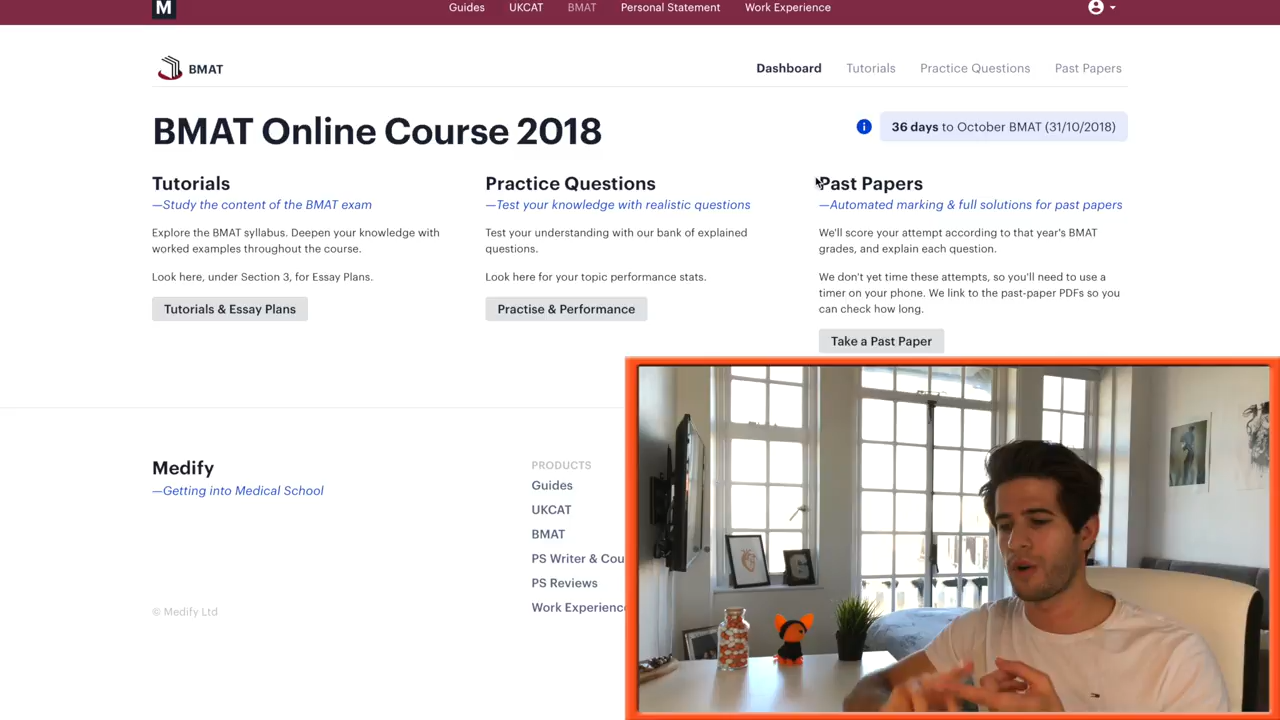 M
Guides
UKCAT
BMAT
Personal Statement
Work Experience
BMAT
Dashboard
Tutorials
Practice Questions
Past Papers
BMAT Online Course 2018
36 days to October BMAT (31/10/2018)
Tutorials
—Study the content of the BMAT exam
Explore the BMAT syllabus. Deepen your knowledge with
worked examples throughout the course.
Look here, under Section 3, for Essay Plans.
Tutorials & Essay Plans
Practice Questions
—Test your knowledge with realistic questions
Test your understanding with our bank of explained
questions.
Look here for your topic performance stats.
Practise & Performance
Past Papers
—Automated marking & full solutions for past papers
We'll score your attempt according to that year's BMAT
grades, and explain each question.
We don't yet time these attempts, so you'll need to use a
timer on your phone. We link to the past-paper PDFs so you
can check how long.
Take a Past Paper
Medify
—Getting into Medical School
© Medify Ltd
PRODUCTS
Guides
UKCAT
BMAT
PS Writer & Cou
PS Reviews
Work Experience